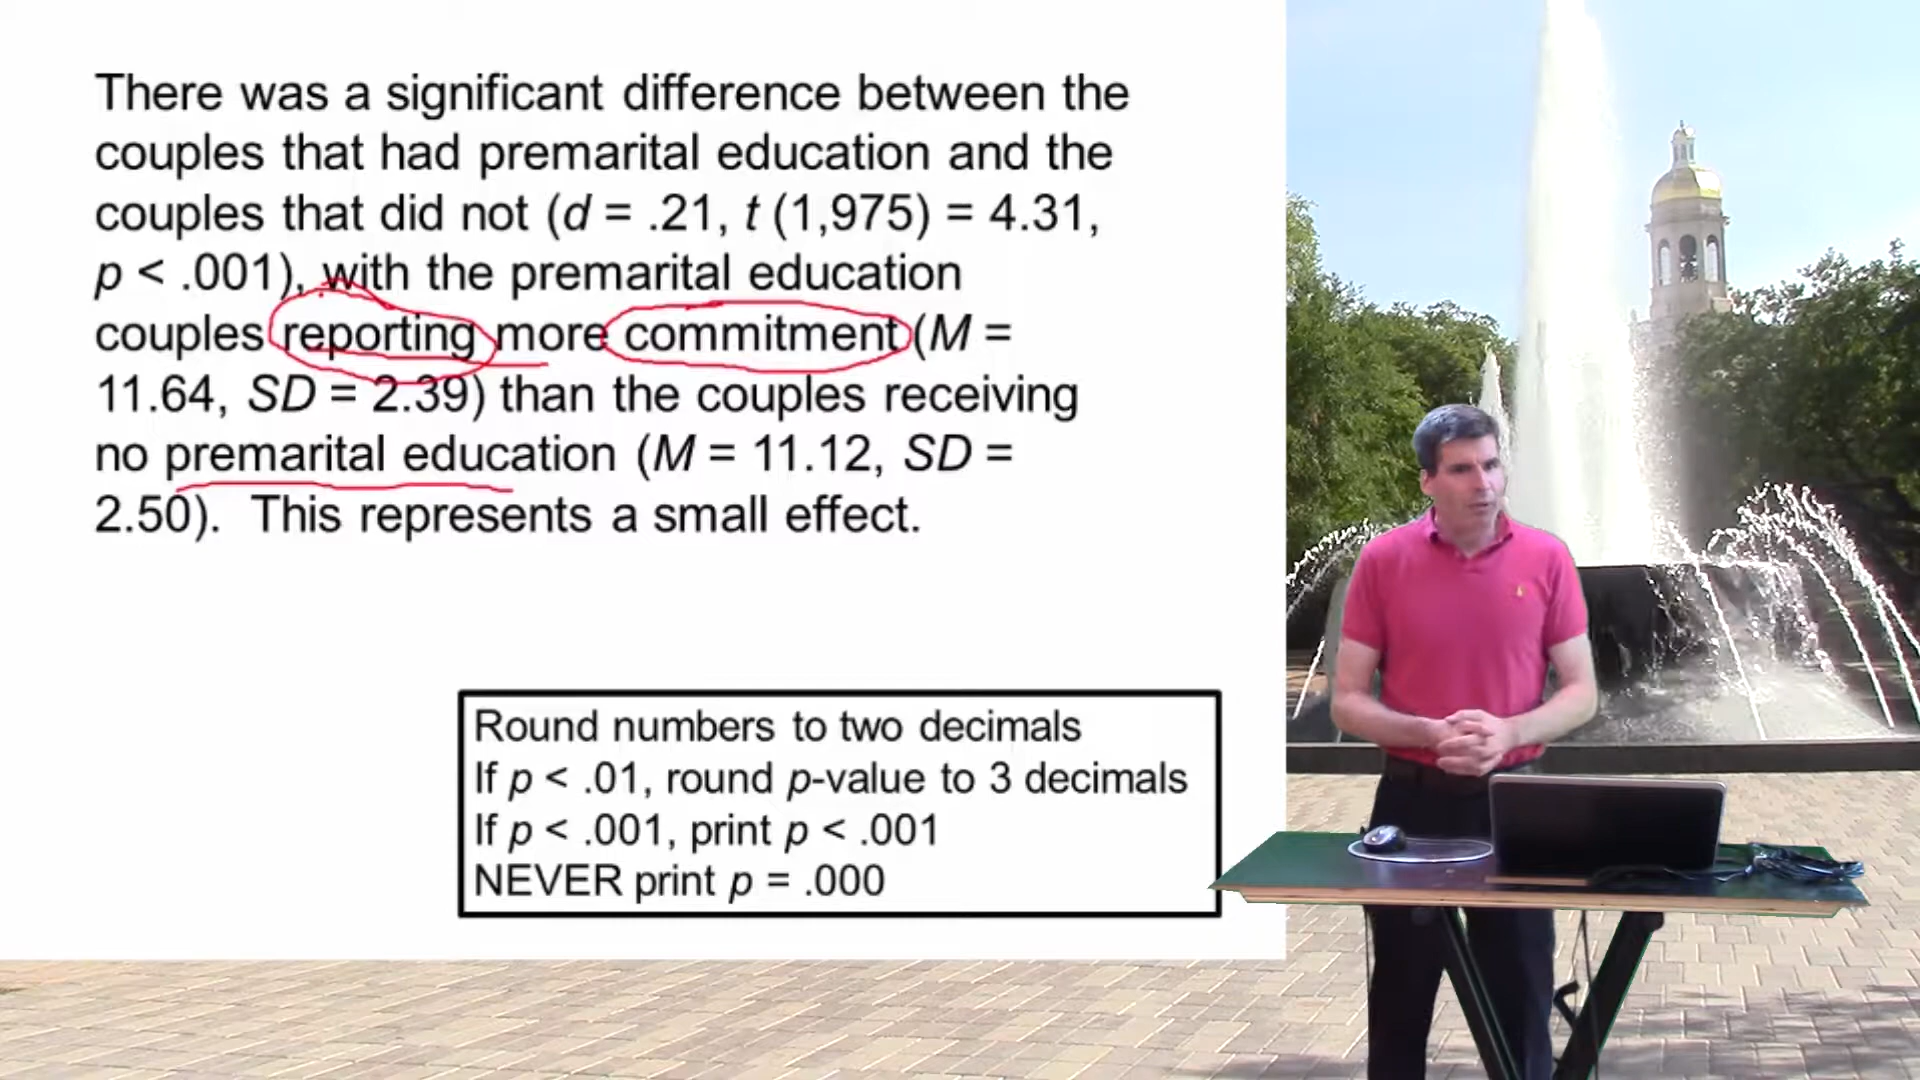 There was a significant difference between the
couples that had premarital education and the
couples that did not (d = .21, t (1,975) = 4.31,
p < .001), with the premarital education
couples reporting more commitment (M =
11.64, SD = 2.39) than the couples receiving
no premarital education (M = 11.12, SD =
2.50).  This represents a small effect.
Round numbers to two decimals
If p < .01, round p-value to 3 decimals
If p < .001, print p < .001
NEVER print p = .000